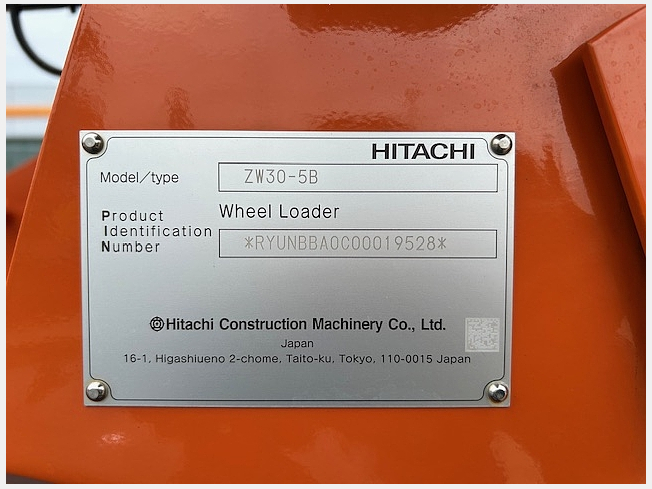 HITACHI
Model/type ZW30-5B
Product Wheel Loader
Identification
Number *RYUNBBA0C00019528*
Hitachi Construction Machinery Co., Ltd.
Japan
16-1, Higashiueno 2-chome, Taito-ku, Tokyo, 110-0015 Japan